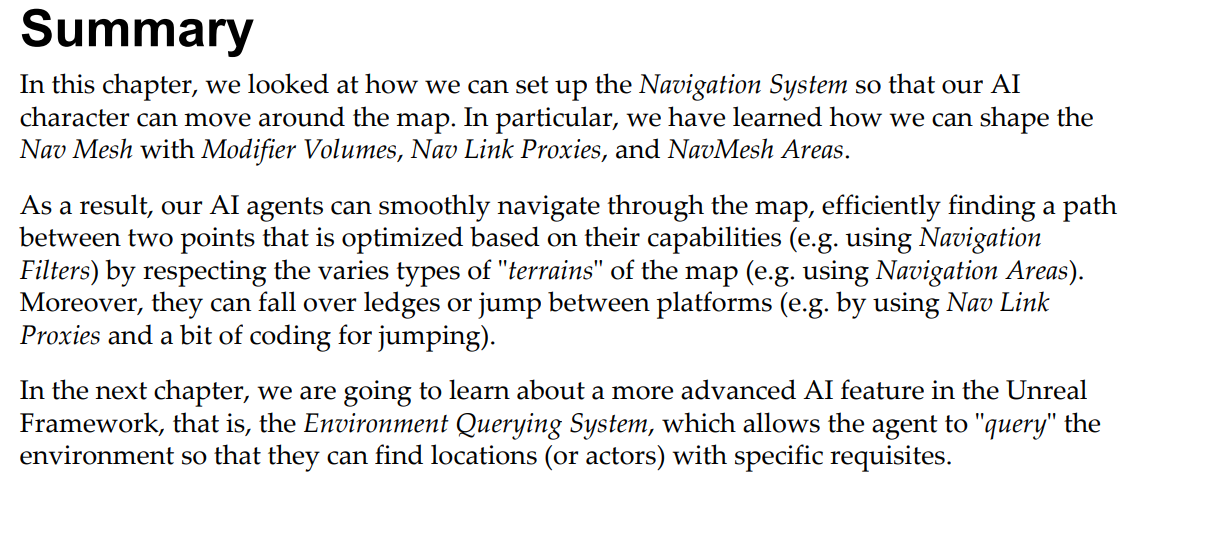 Summary
In this chapter, we looked at how we can set up the Navigation System so that our AI
character can move around the map. In particular, we have learned how we can shape the
Nav Mesh with Modifier Volumes, Nav Link Proxies, and NavMesh Areas.
As a result, our AI agents can smoothly navigate through the map, efficiently finding a path
between two points that is optimized based on their capabilities (e.g. using Navigation
Filters) by respecting the varies types of "terrains" of the map (e.g. using Navigation Areas).
Moreover, they can fall over ledges or jump between platforms (e.g. by using Nav Link
Proxies and a bit of coding for jumping).
In the next chapter, we are going to learn about a more advanced AI feature in the Unreal
Framework, that is, the Environment Querying System, which allows the agent to "query" the
environment so that they can find locations (or actors) with specific requisites.